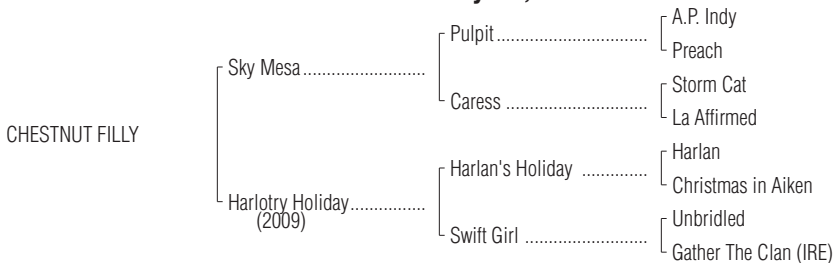 A.P. Indy
Pulpit..............................................
Preach
Sky Mesa..........................
Storm Cat
Caress ...........................................
La Affirmed
CHESTNUT FILLY
Harlan
Harlan's Holiday ..............
Christmas in Aiken
Harlotry Holiday................
(2009)
Unbridled
Swift Girl ........................................
Gather The Clan (IRE)